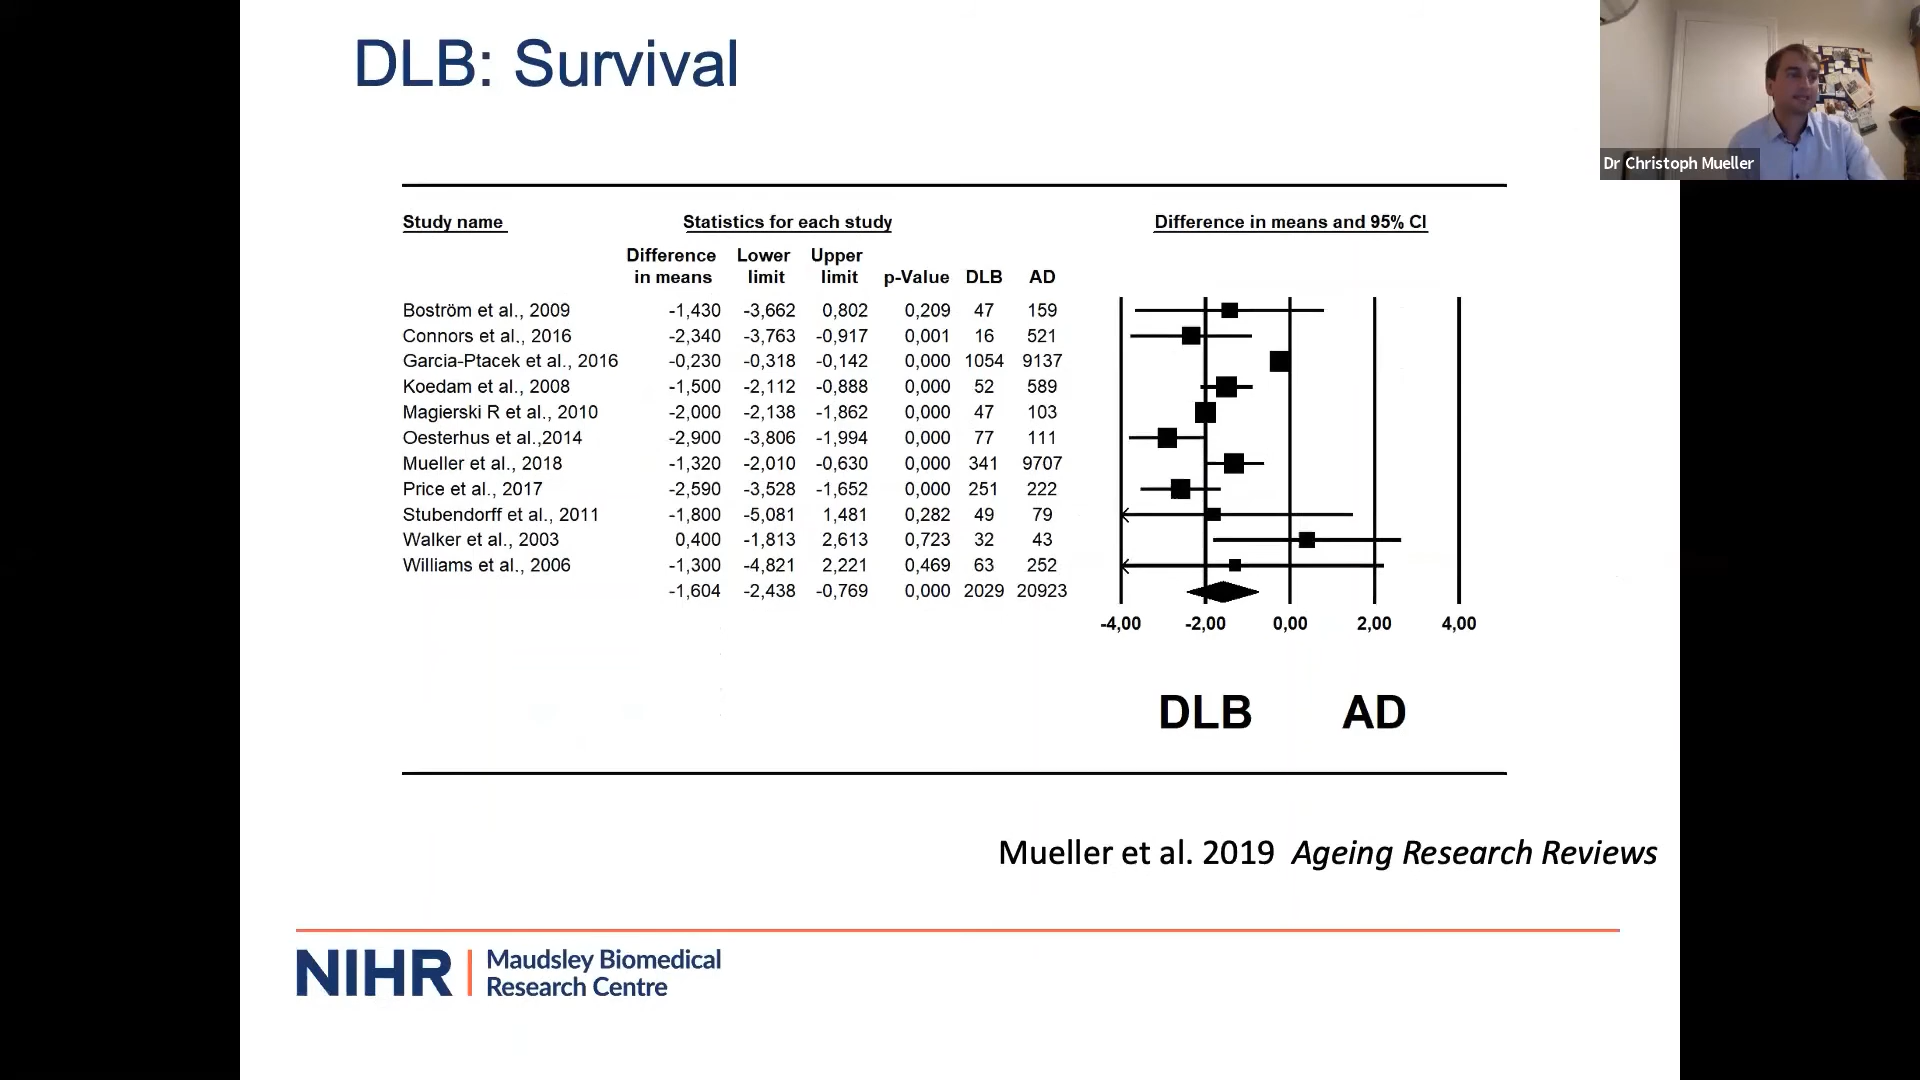 DLB: Survival
Dr Christoph Mueller
Study name Statistics for each study Difference in means and 95% CI
Difference in means Lower limit Upper limit p-Value DLB AD
Boström et al., 2009 -1,430 -3,662 0,802 0,209 47 159
Connors et al., 2016 -2,340 -3,763 -0,917 0,001 16 521
Garcia-Ptacek et al., 2016 -0,230 -0,318 -0,142 0,000 1054 9137
Koedam et al., 2008 -1,500 -2,112 -0,888 0,000 52 589
Magierski R et al., 2010 -2,000 -2,138 -1,862 0,000 47 103
Oesterhus et al.,2014 -2,900 -3,806 -1,994 0,000 77 111
Mueller et al., 2018 -1,320 -2,010 -0,630 0,000 341 9707
Price et al., 2017 -2,590 -3,528 -1,652 0,000 251 222
Stubendorff et al., 2011 -1,800 -5,081 1,481 0,282 49 79
Walker et al., 2003 0,400 -1,813 2,613 0,723 32 43
Williams et al., 2006 -1,300 -4,821 2,221 0,469 63 252
-1,604 -2,438 -0,769 0,000 2029 20923
-4,00 -2,00 0,00 2,00 4,00
DLB AD
Mueller et al. 2019 Ageing Research Reviews
NIHR Maudsley Biomedical
Research Centre